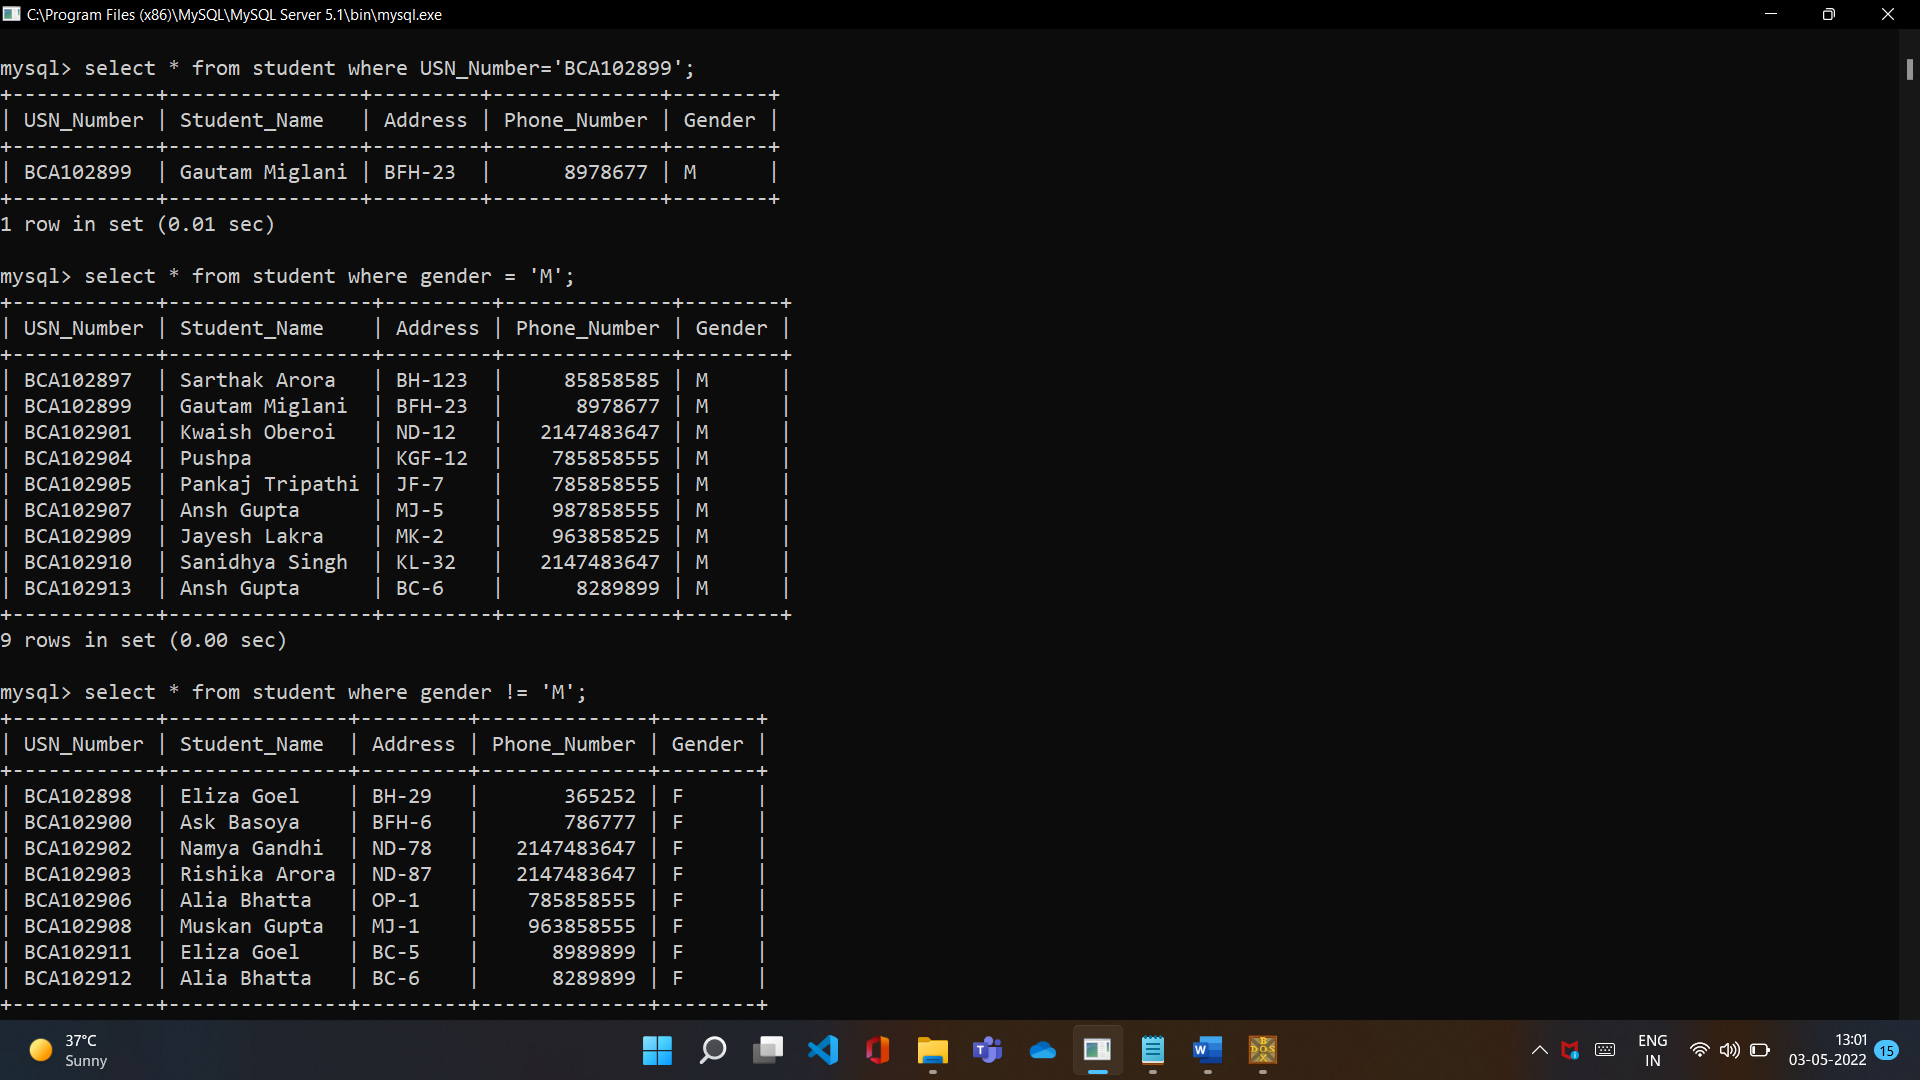 C:\Program Files (x86)\MySQL\MySQL Server 5.1\bin\mysql.exe
mysql> select * from student where USN_Number='BCA102899';
+------------+----------------+---------+--------------+--------+
| USN_Number | Student_Name   | Address | Phone_Number | Gender |
+------------+----------------+---------+--------------+--------+
| BCA102899  | Gautam Miglani | BFH-23  |      8978677 | M      |
+------------+----------------+---------+--------------+--------+
1 row in set (0.01 sec)
mysql> select * from student where gender = 'M';
+------------+-----------------+---------+--------------+--------+
| USN_Number | Student_Name    | Address | Phone_Number | Gender |
+------------+-----------------+---------+--------------+--------+
| BCA102897  | Sarthak Arora   | BH-123  |     85858585 | M      |
| BCA102899  | Gautam Miglani  | BFH-23  |      8978677 | M      |
| BCA102901  | Kwaish Oberoi   | ND-12   |   2147483647 | M      |
| BCA102904  | Pushpa          | KGF-12  |    785858555 | M      |
| BCA102905  | Pankaj Tripathi | JF-7    |    785858555 | M      |
| BCA102907  | Ansh Gupta      | MJ-5    |    987858555 | M      |
| BCA102909  | Jayesh Lakra    | MK-2    |    963858525 | M      |
| BCA102910  | Sanidhya Singh  | KL-32   |   2147483647 | M      |
| BCA102913  | Ansh Gupta      | BC-6    |      8289899 | M      |
+------------+-----------------+---------+--------------+--------+
9 rows in set (0.00 sec)
mysql> select * from student where gender != 'M';
+------------+---------------+---------+--------------+--------+
| USN_Number | Student_Name  | Address | Phone_Number | Gender |
+------------+---------------+---------+--------------+--------+
| BCA102898  | Eliza Goel    | BH-29   |       365252 | F      |
| BCA102900  | Ask Basoya    | BFH-6   |       786777 | F      |
| BCA102902  | Namya Gandhi  | ND-78   |   2147483647 | F      |
| BCA102903  | Rishika Arora | ND-87   |   2147483647 | F      |
| BCA102906  | Alia Bhatta   | OP-1    |    785858555 | F      |
| BCA102908  | Muskan Gupta  | MJ-1    |    963858555 | F      |
| BCA102911  | Eliza Goel    | BC-5    |      8989899 | F      |
| BCA102912  | Alia Bhatta   | BC-6    |      8289899 | F      |
+------------+---------------+---------+--------------+--------+
37°C
Sunny
ENG
IN
13:01
03-05-2022
15